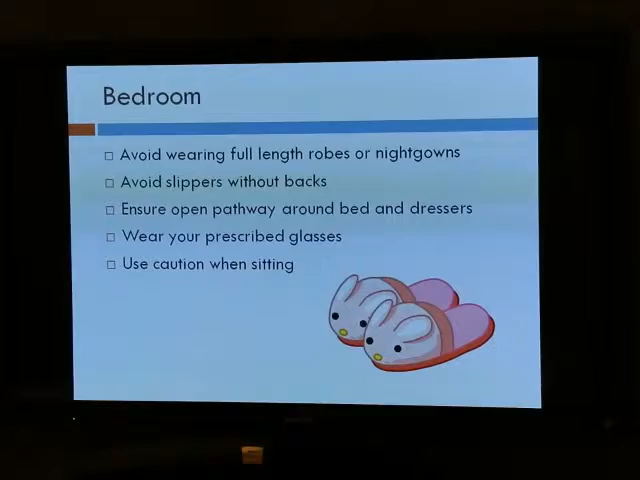 Bedroom
Avoid wearing full length robes or nightgowns
Avoid slippers without backs
Ensure open pathway around bed and dressers
Wear your prescribed glasses
Use caution when sitting